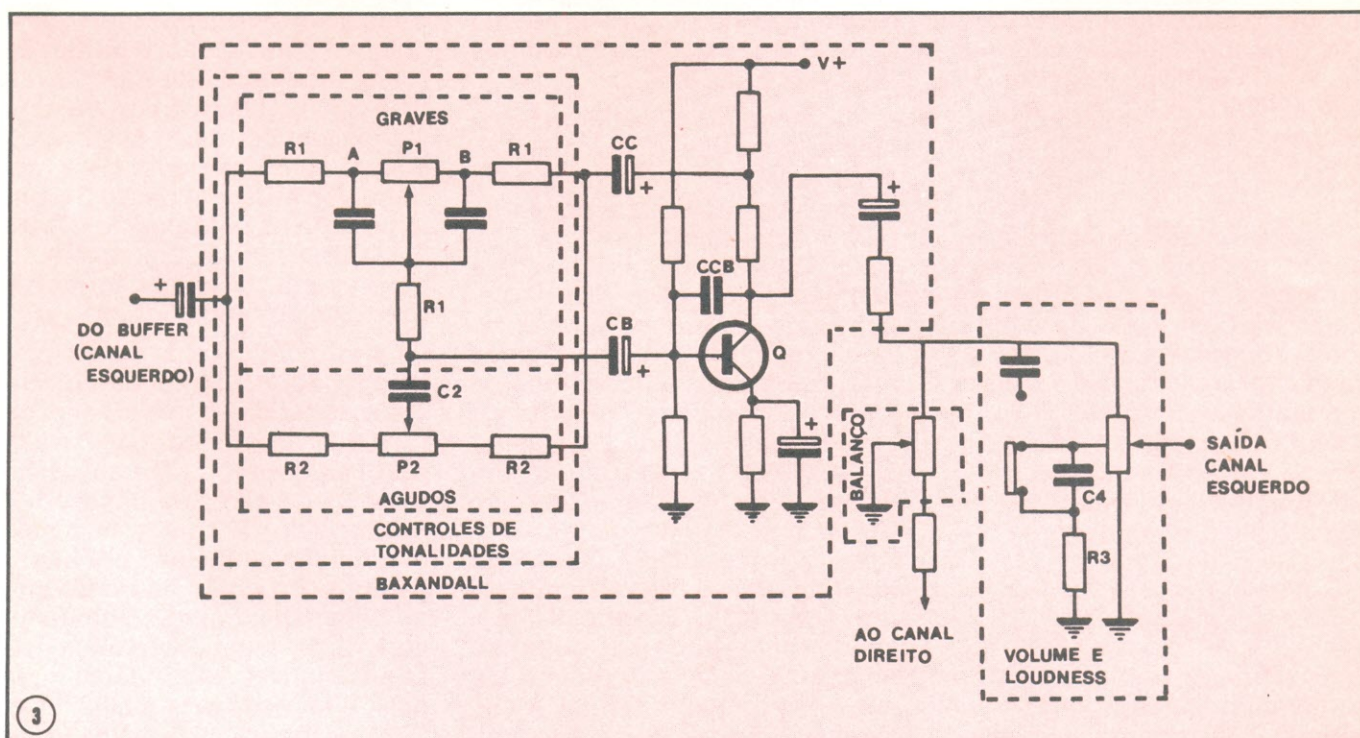 GRAVES
R1
A
P1
B
R1
CC
+
V+
+
R1
CCB
+
DO BUFFER
(CANAL
ESQUERDO)
CB
+
Q
C2
+
R2
P2
R2
AGUDOS
CONTROLES DE
TONALIDADES
BAXANDALL
BALANÇO
SAÍDA
CANAL
ESQUERDO
C4
R3
AO CANAL
DIREITO
VOLUME E
LOUDNESS
3